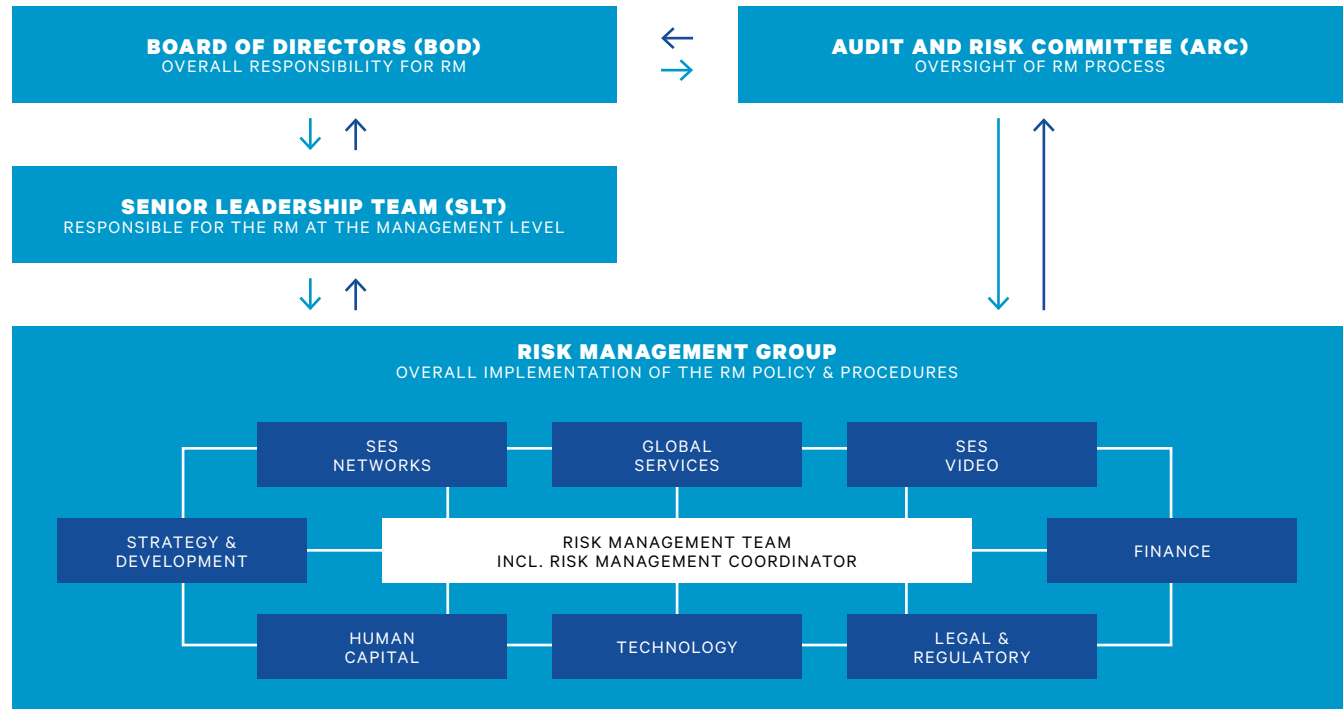 BOARD OF DIRECTORS (BOD)
OVERALL RESPONSIBILITY FOR RM
AUDIT AND RISK COMMITTEE (ARC)
OVERSIGHT OF RM PROCESS
SENIOR LEADERSHIP TEAM (SLT)
RESPONSIBLE FOR THE RM AT THE MANAGEMENT LEVEL
RISK MANAGEMENT GROUP
OVERALL IMPLEMENTATION OF THE RM POLICY & PROCEDURES
SES
NETWORKS
GLOBAL
SERVICES
SES
VIDEO
STRATEGY &
DEVELOPMENT
RISK MANAGEMENT TEAM
INCL. RISK MANAGEMENT COORDINATOR
FINANCE
HUMAN
CAPITAL
TECHNOLOGY
LEGAL &
REGULATORY